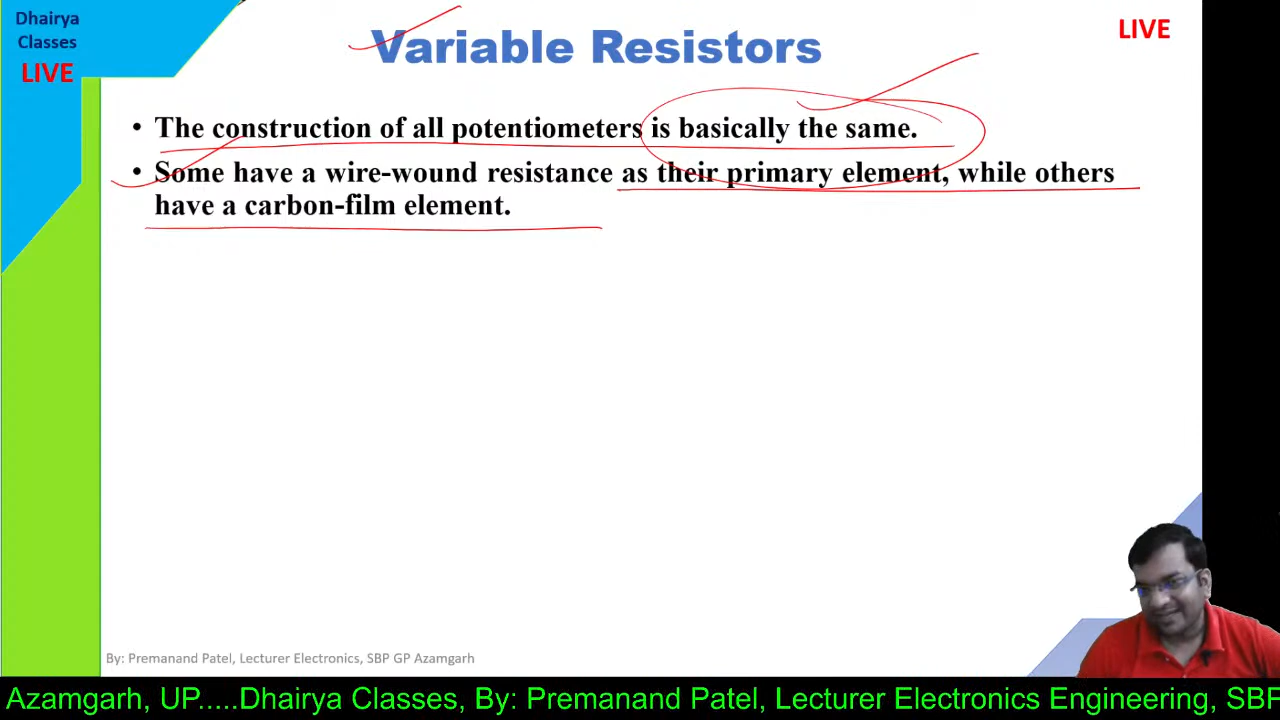 Dhairya
Classes
LIVE
Variable Resistors
LIVE
• The construction of all potentiometers is basically the same.
• Some have a wire-wound resistance as their primary element, while others
have a carbon-film element.
By: Premanand Patel, Lecturer Electronics, SBP GP Azamgarh
Azamgarh, UP.....Dhairya Classes, By: Premanand Patel, Lecturer Electronics Engineering, SBP